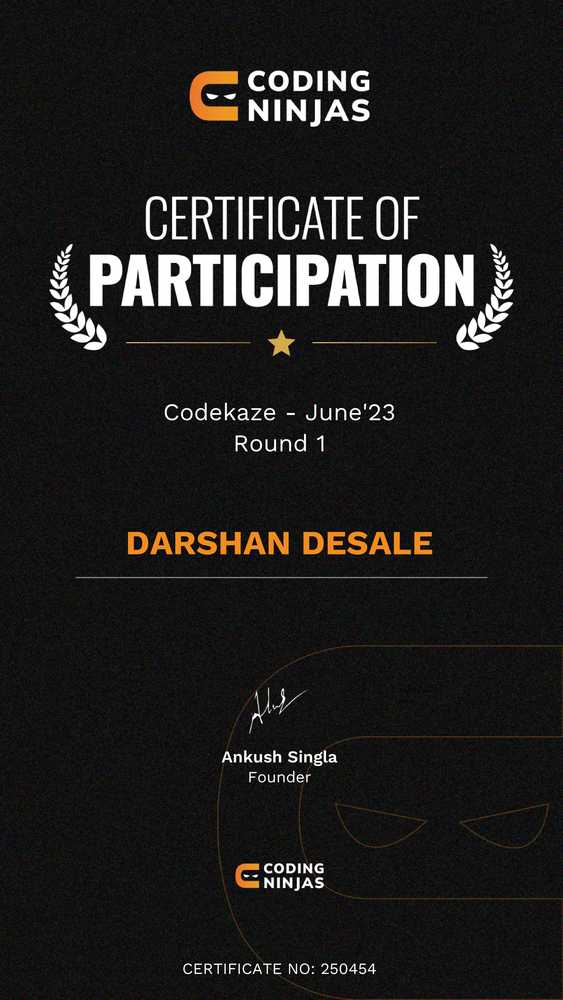 CODING
NINJAS
CERTIFICATE OF
PARTICIPATION
Codekaze - June'23
Round 1
DARSHAN DESALE
Ankush Singla
Founder
CODING
NINJAS
CERTIFICATE NO: 250454